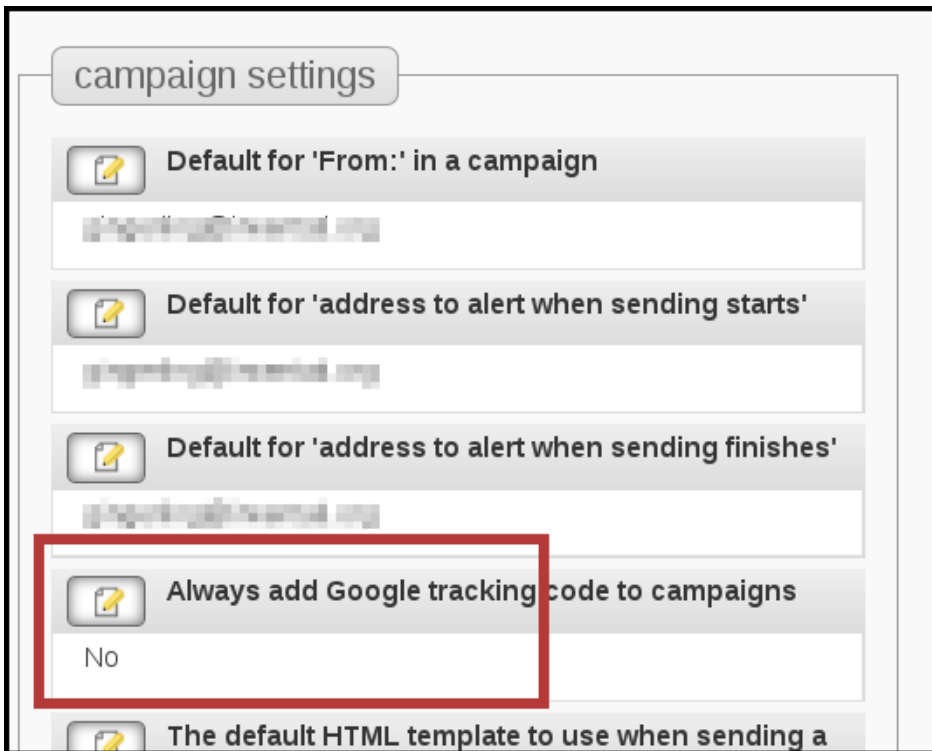 campaign settings
Default for 'From:' in a campaign
Default for 'address to alert when sending starts'
Default for 'address to alert when sending finishes'
Always add Google tracking code to campaigns
No
The default HTML template to use when sending a